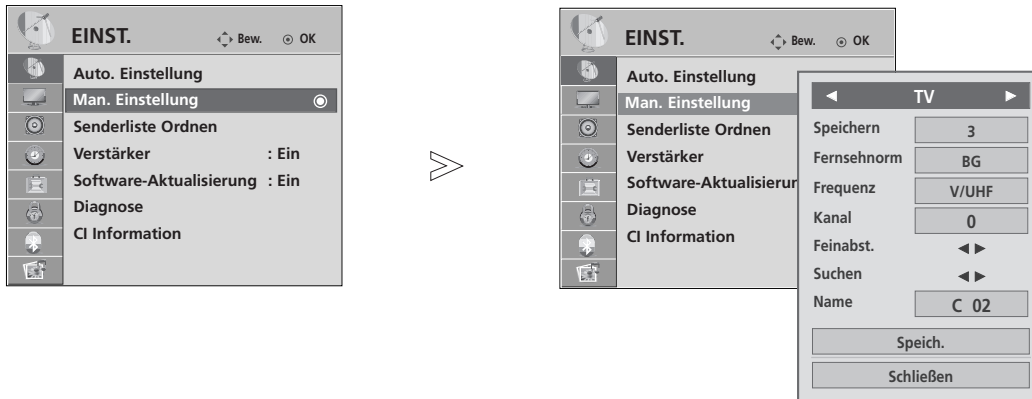 EINST. Bew. OK
Auto. Einstellung
Man. Einstellung
Senderliste Ordnen
Verstärker : Ein
Software-Aktualisierung : Ein
Diagnose
CI Information
EINST. Bew. OK
Auto. Einstellung
Man. Einstellung
Senderliste Ordnen
Verstärker
Software-Aktualisierur
Diagnose
CI Information
TV
Speichern 3
Fernsehnorm BG
Frequenz V/UHF
Kanal 0
Feinabst.
Suchen
Name C 02
Speich.
Schließen